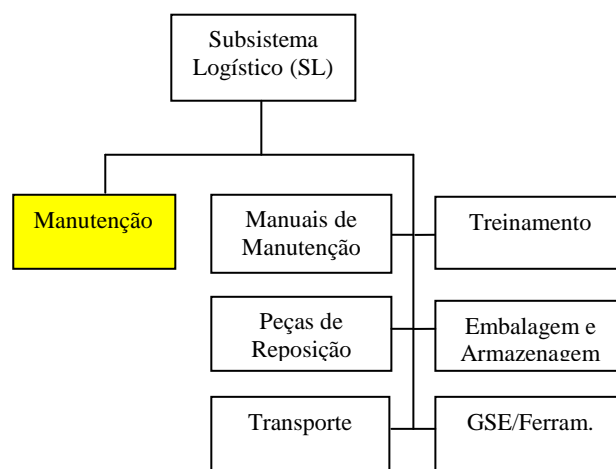 Subsistema
Logístico (SL)
Manutenção
Manuais de
Manutenção
Treinamento
Peças de
Reposição
Embalagem e
Armazenagem
Transporte
GSE/Ferram.